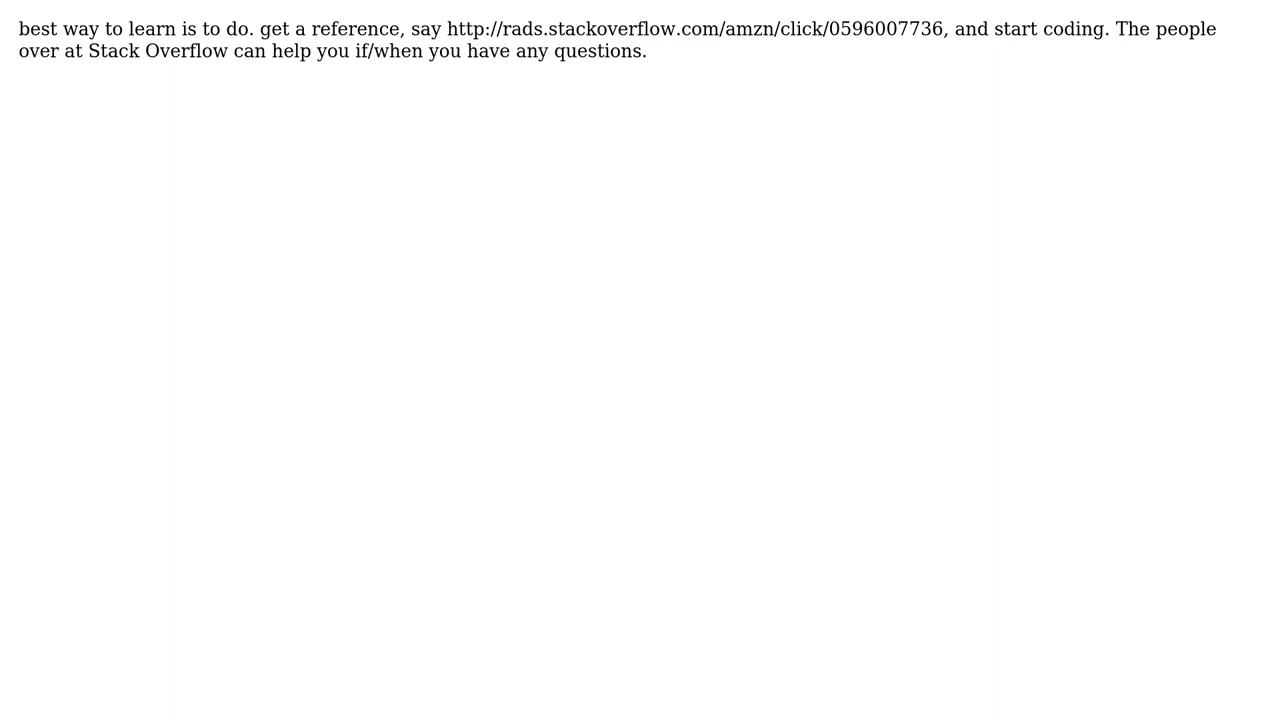 best way to learn is to do. get a reference, say http://rads.stackoverflow.com/amzn/click/0596007736, and start coding. The people
over at Stack Overflow can help you if/when you have any questions.